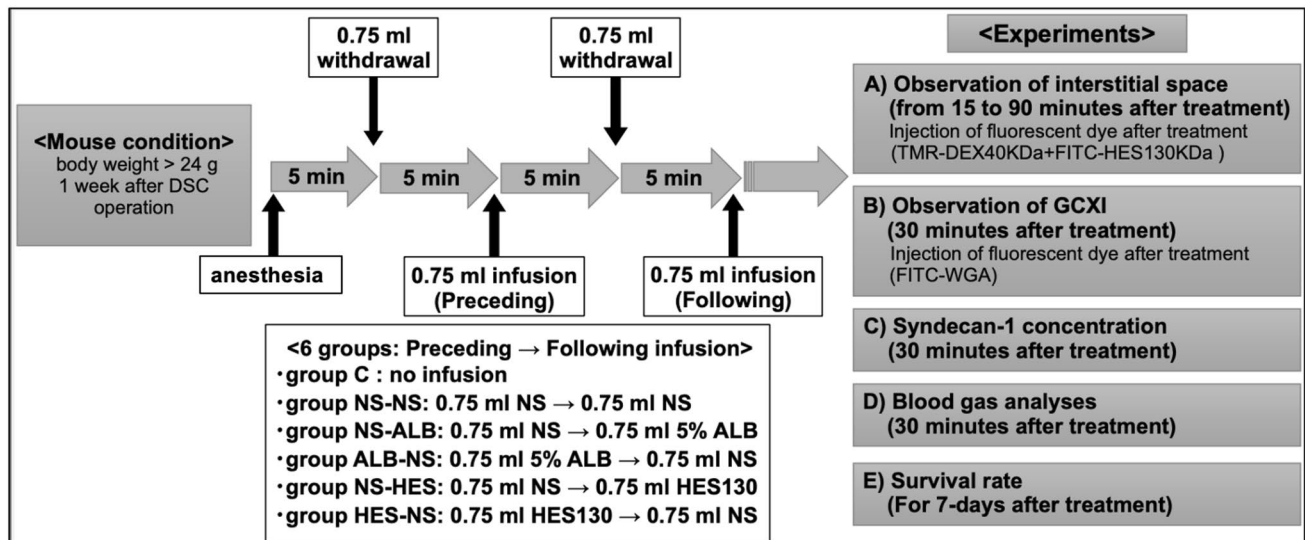 0.75 ml
withdrawal
0.75 ml
withdrawal
<Mouse condition>
body weight > 24 g
1 week after DSC
operation
5 min
5 min
5 min
5 min
anesthesia
0.75 ml infusion
(Preceding)
0.75 ml infusion
(Following)
<6 groups: Preceding → Following infusion>
・group C : no infusion
・group NS-NS: 0.75 ml NS → 0.75 ml NS
・group NS-ALB: 0.75 ml NS → 0.75 ml 5% ALB
・group ALB-NS: 0.75 ml 5% ALB → 0.75 ml NS
・group NS-HES: 0.75 ml NS → 0.75 ml HES130
・group HES-NS: 0.75 ml HES130 → 0.75 ml NS
<Experiments>
A) Observation of interstitial space
(from 15 to 90 minutes after treatment)
Injection of fluorescent dye after treatment
(TMR-DEX40KDa+FITC-HES130KDa )
B) Observation of GCXI
(30 minutes after treatment)
Injection of fluorescent dye after treatment
(FITC-WGA)
C) Syndecan-1 concentration
(30 minutes after treatment)
D) Blood gas analyses
(30 minutes after treatment)
E) Survival rate
(For 7-days after treatment)